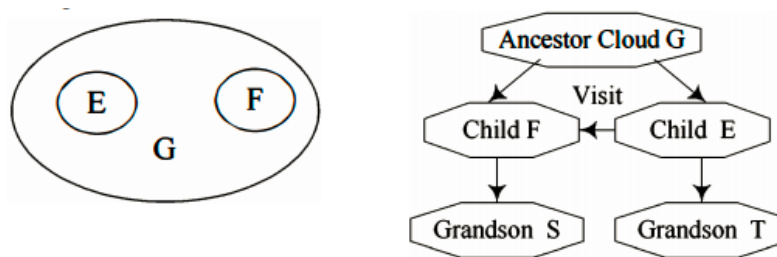 E
F
G
Ancestor Cloud G
Visit
Child F
Child E
Grandson S
Grandson T